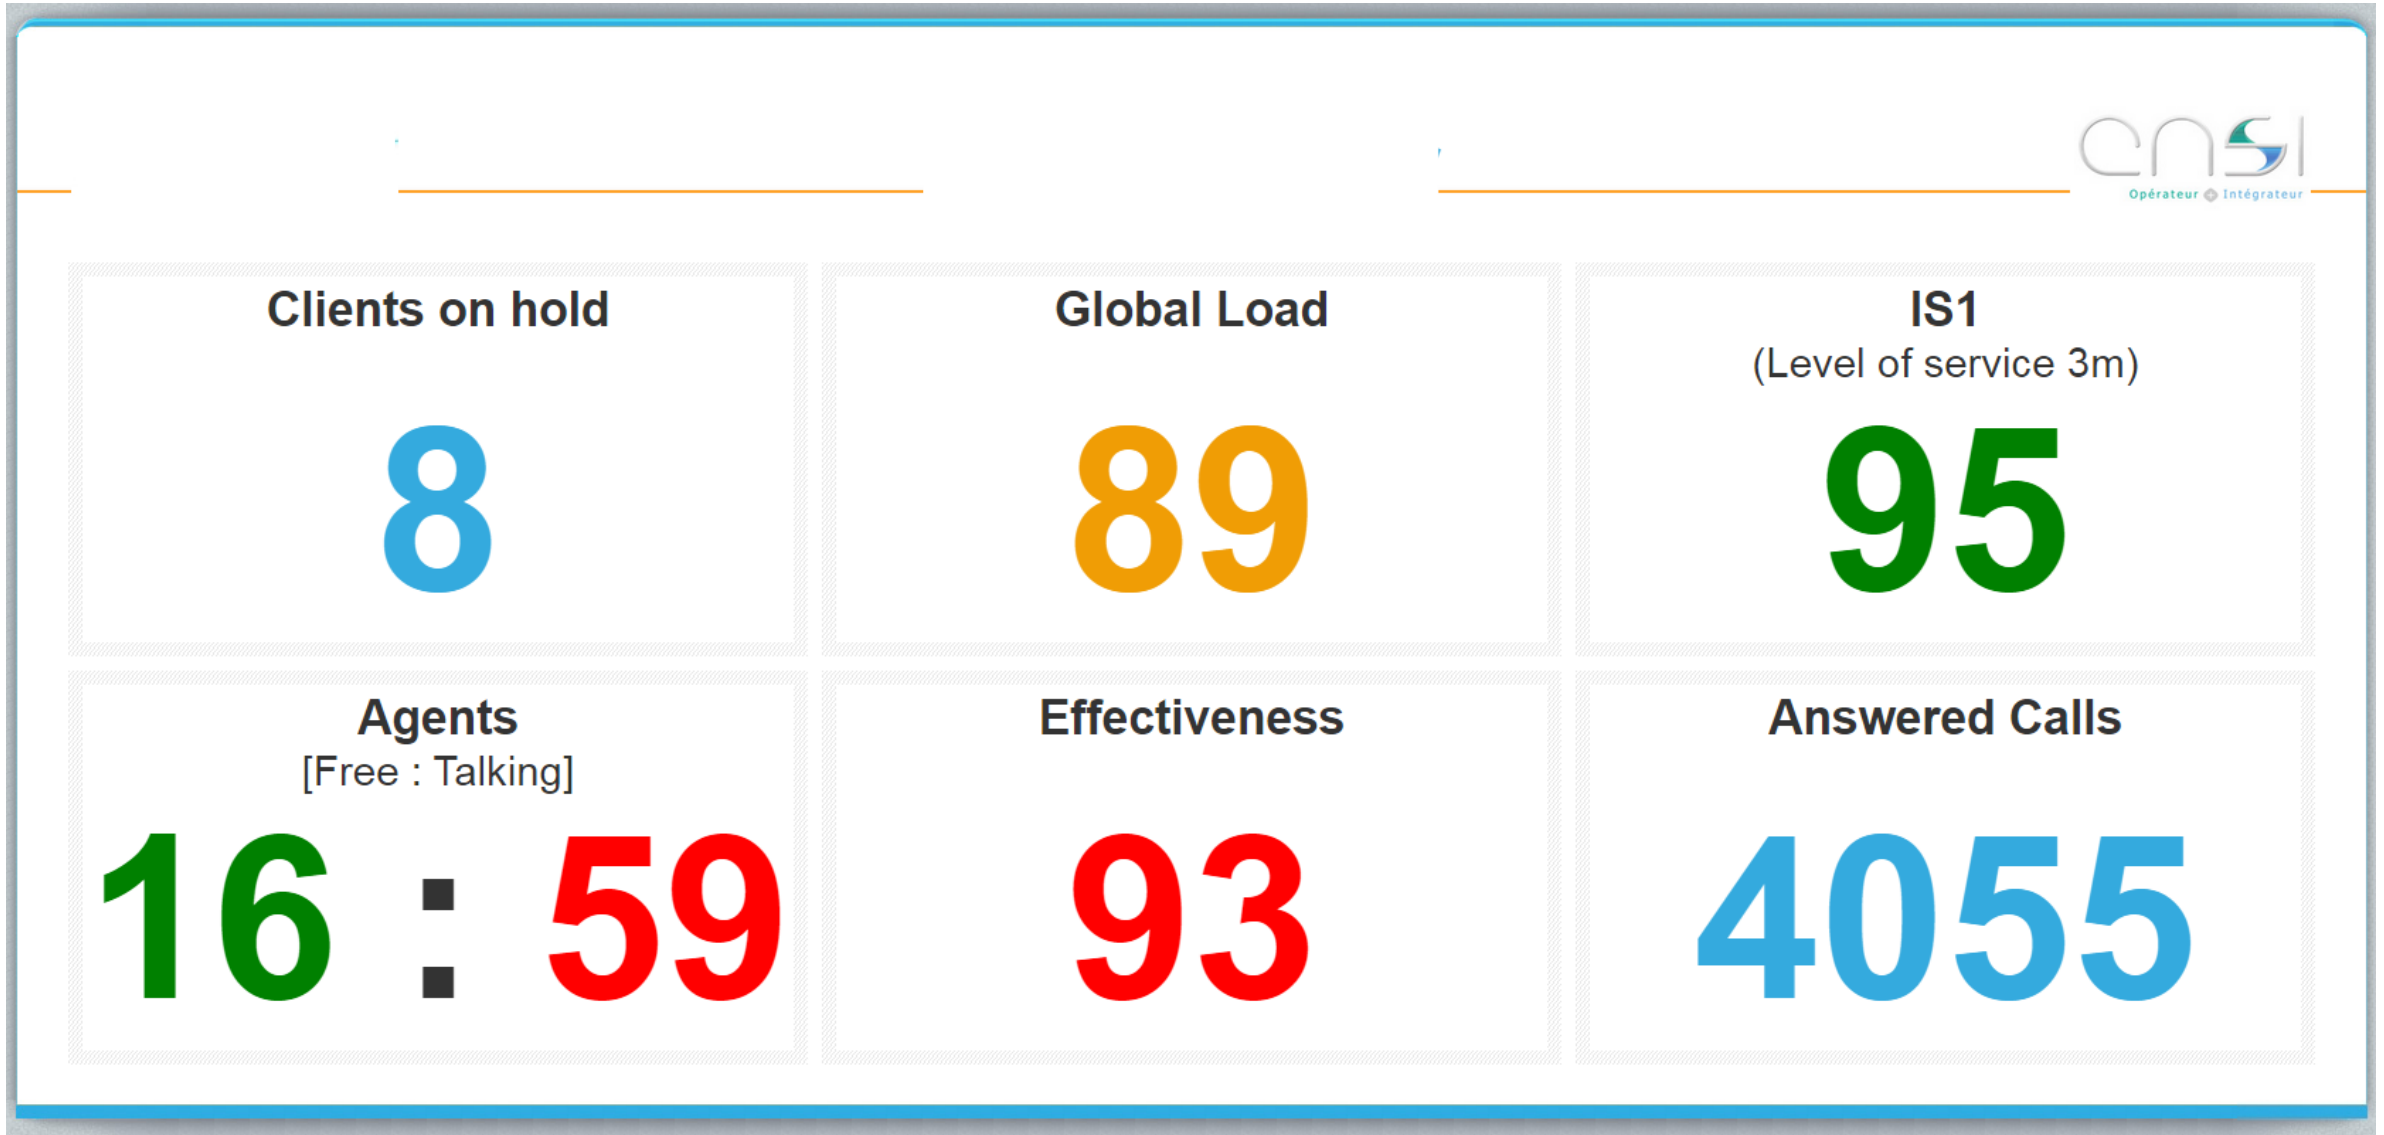 cnsi
Opérateur + Intégrateur
Clients on hold
8
Global Load
89
IS1
(Level of service 3m)
95
Agents
[Free : Talking]
16 : 59
Effectiveness
93
Answered Calls
4055